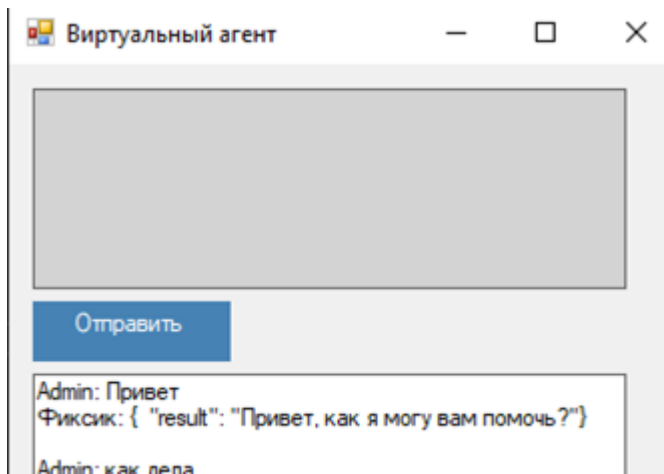 Виртуальный агент
Отправить
Admin: Привет
Фиксик: { "result": "Привет, как я могу вам помочь?"}
Admin: как дела